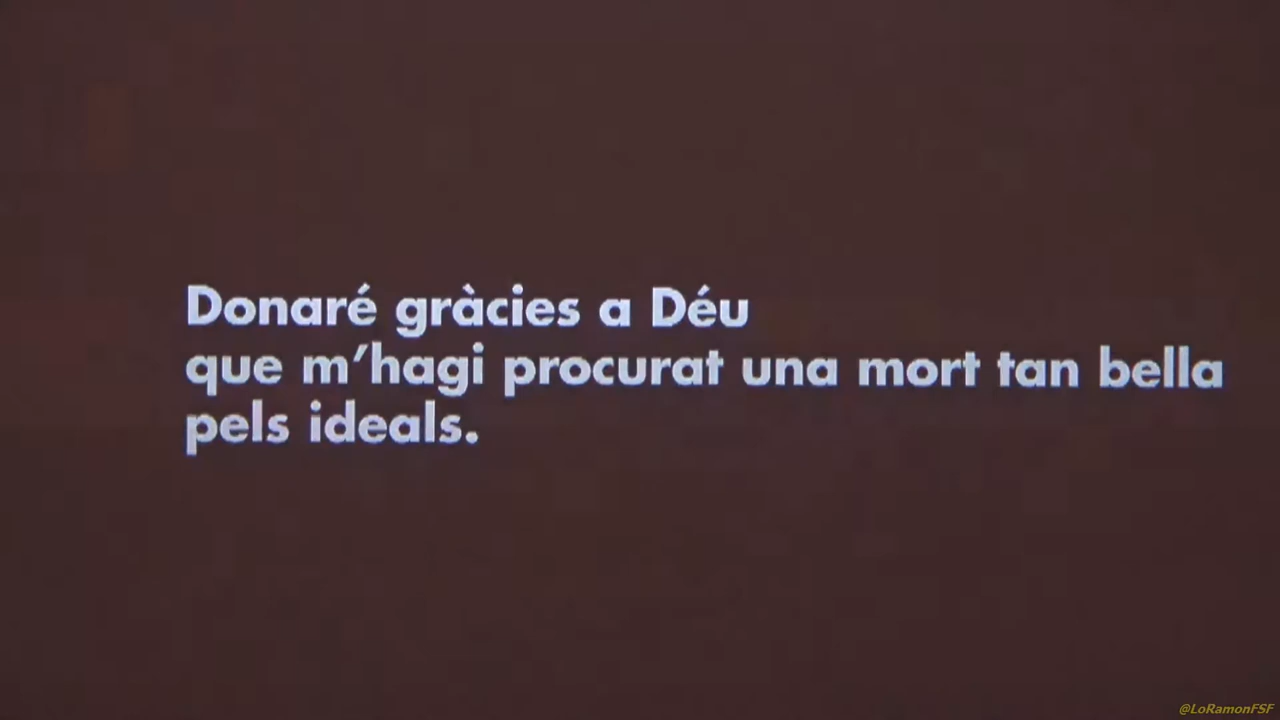 Donaré gràcies a Déu
que m’hagi procurat una mort tan bella
pels ideals.
@LoRamonFSF